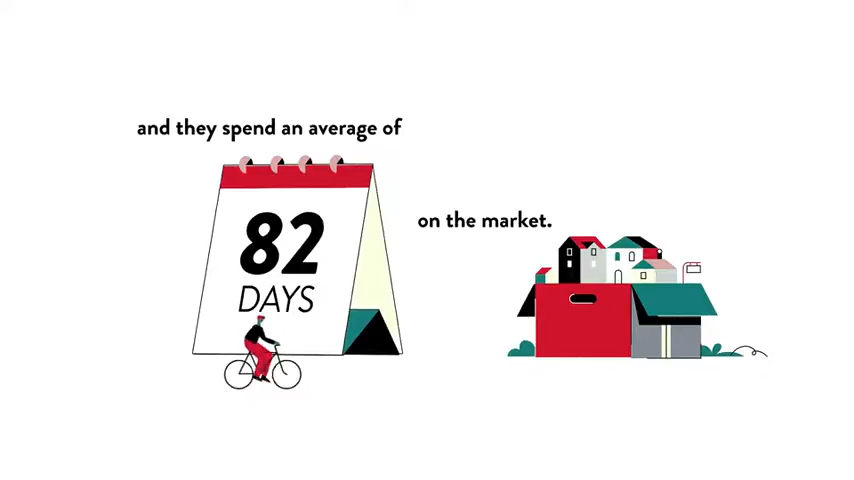 and they spend an average of
82
DAYS
on the market.